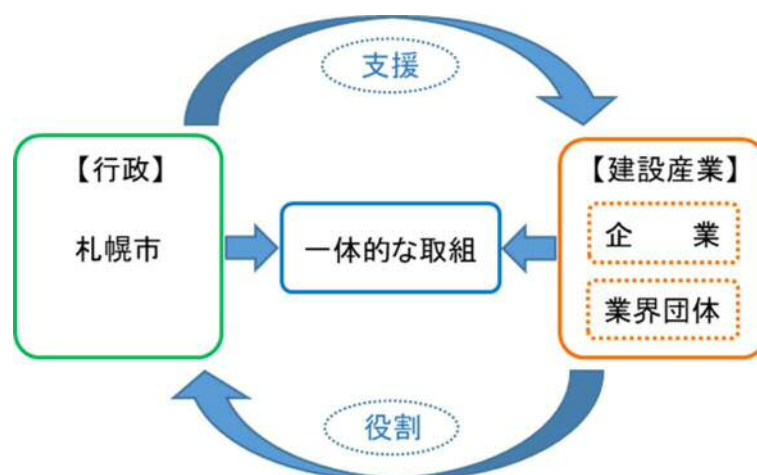 支援
【行政】
札幌市
一体的な取組
【建設産業】
企　　業
業界団体
役割